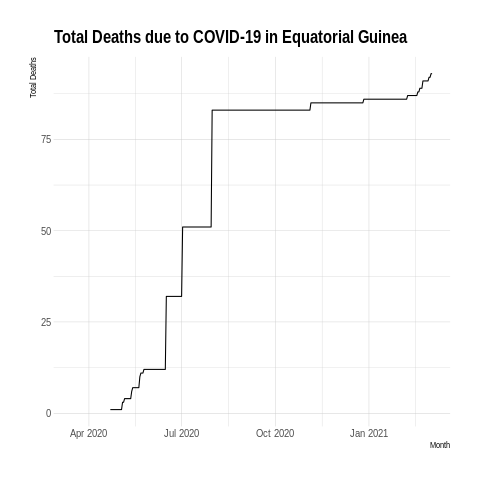 Total Deaths due to COVID-19 in Equatorial Guinea
Total Deaths
75
50
25
0
Apr 2020 Jul 2020 Oct 2020 Jan 2021
Month